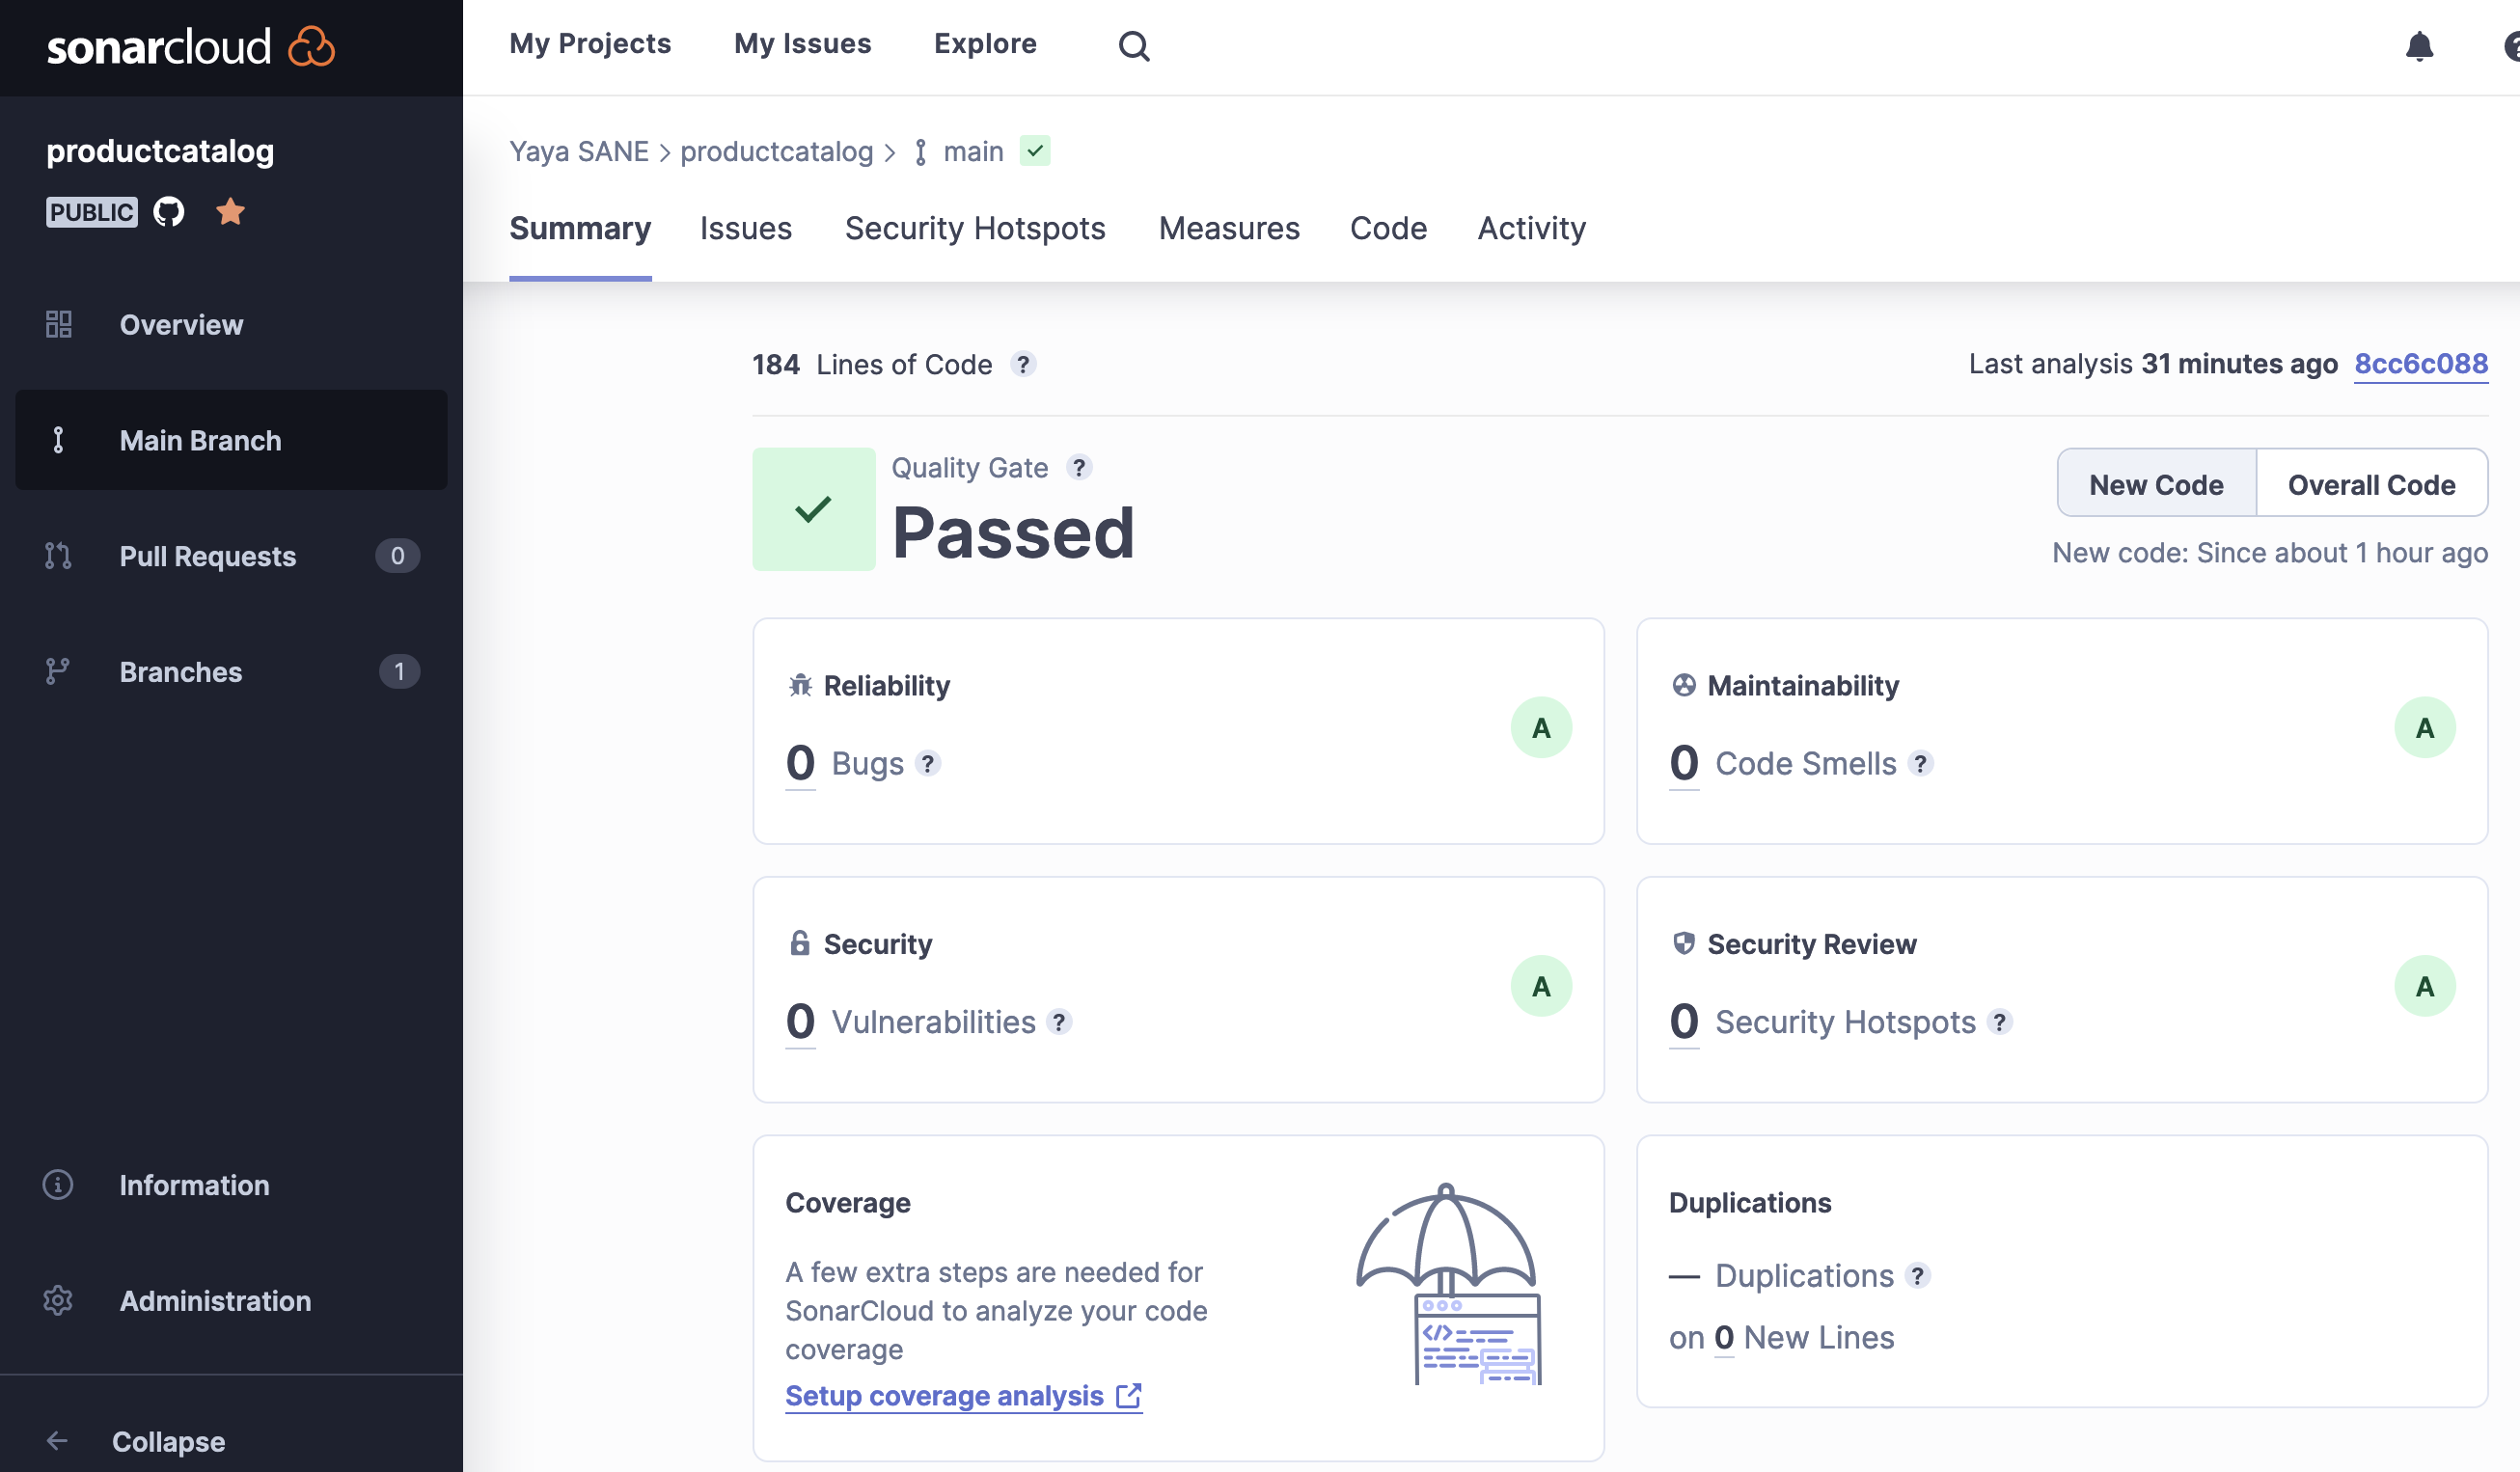 sonarcloud
My Projects My Issues Explore
productcatalog
PUBLIC
Overview
Main Branch
Pull Requests 0
Branches 1
Information
Administration
Collapse
Yaya SANE > productcatalog > main
Summary Issues Security Hotspots Measures Code Activity
184 Lines of Code ?
Last analysis 31 minutes ago 8cc6c088
Quality Gate ?
Passed
New Code Overall Code
New code: Since about 1 hour ago
Reliability
0 Bugs ?
A
Maintainability
0 Code Smells ?
A
Security
0 Vulnerabilities ?
A
Security Review
0 Security Hotspots ?
A
Coverage
A few extra steps are needed for
SonarCloud to analyze your code
coverage
Setup coverage analysis
Duplications
— Duplications ?
on 0 New Lines